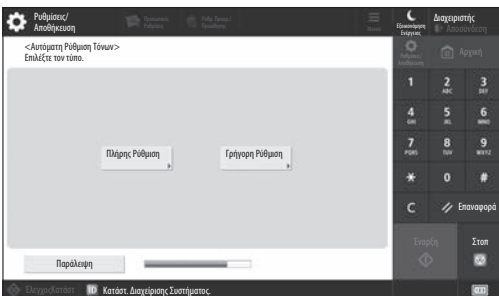 Ρυθμίσεις/
Αποθήκευση
Εξοικονόμηση
Ενέργειας
Διαχειριστής
Αποσύνδεση
<Αυτόματη Ρύθμιση Τόνων>
Επιλέξτε τον τύπο.
Αρχική
1 2 3
ABC DEF
4 5 6
GHI JKL MNO
7 8 9
PQRS TUV WXYZ
* 0 #
C Επαναφορά
Πλήρης Ρύθμιση
Γρήγορη Ρύθμιση
Έναρξη
Στοπ
Παράλειψη
ΕλεγχοςΚατάστ
Κατάστ. Διαχείρισης Συστήματος.